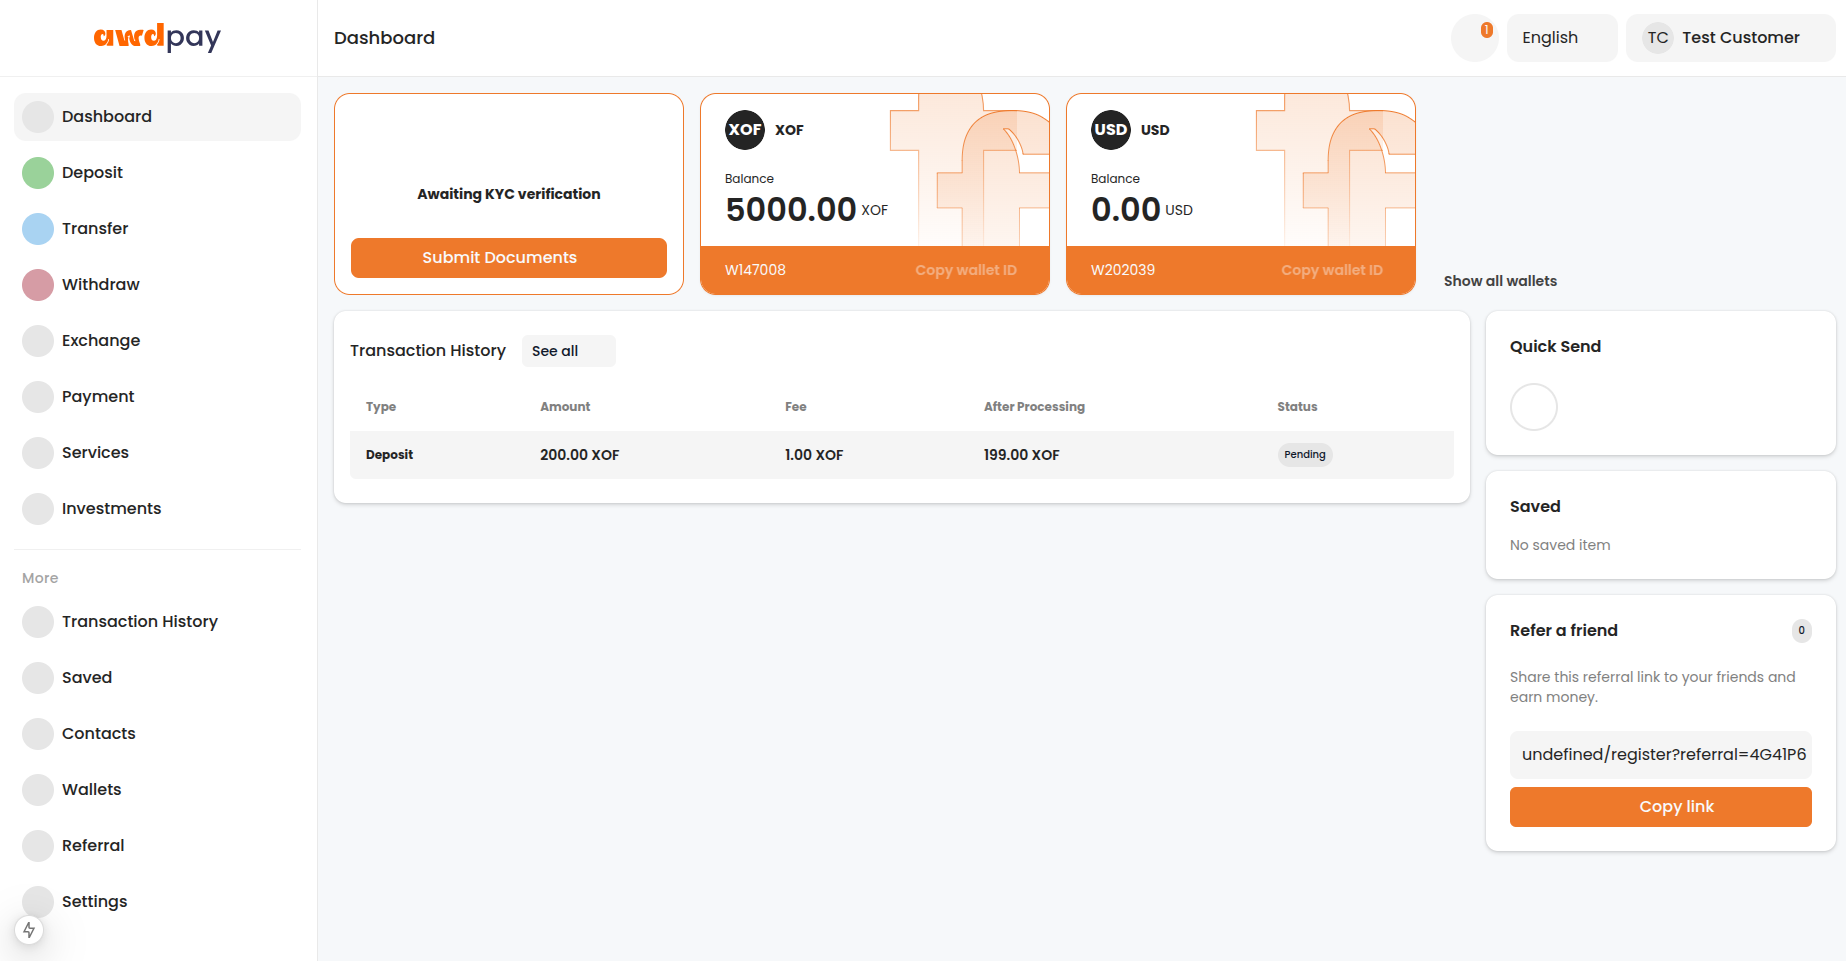 awdpay
Dashboard
1
English
TC Test Customer
Dashboard
Deposit
Transfer
Withdraw
Exchange
Payment
Services
Investments
More
Transaction History
Saved
Contacts
Wallets
Referral
Settings
Awaiting KYC verification
Submit Documents
XOF XOF
Balance
5000.00 XOF
W147008 Copy wallet ID
USD USD
Balance
0.00 USD
W202039 Copy wallet ID
Show all wallets
Transaction History See all
Type Amount Fee After Processing Status
Deposit 200.00 XOF 1.00 XOF 199.00 XOF Pending
Quick Send
Saved
No saved item
Refer a friend 0
Share this referral link to your friends and
earn money.
undefined/register?referral=4G41P6
Copy link